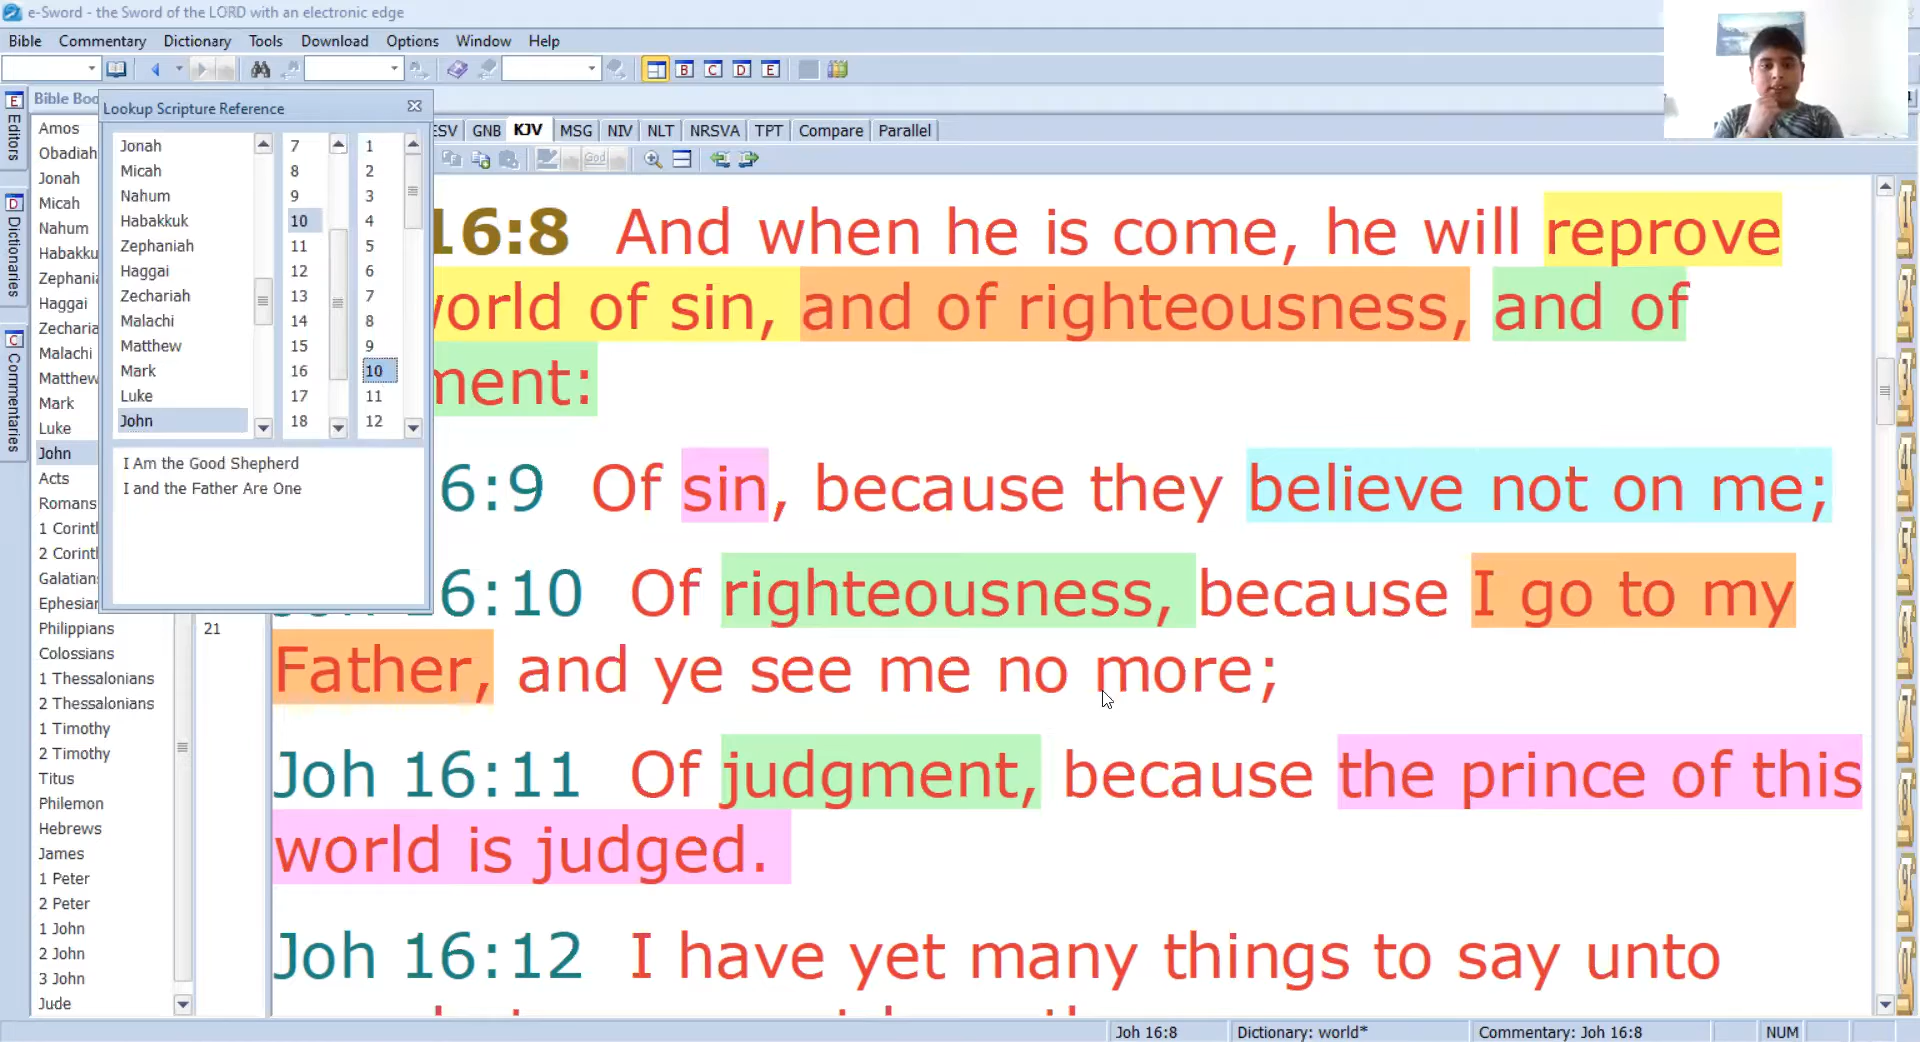 e-Sword - the Sword of the LORD with an electronic edge
Bible Commentary Dictionary Tools Download Options Window Help
B C D E
Editors
Dictionaries
Commentaries
Bible Boo
Amos
Obadiah
Jonah
Micah
Nahum
Habakku
Zephania
Haggai
Zecharia
Malachi
Matthew
Mark
Luke
John
Acts
Romans
1 Corint
2 Corint
Galatians
Ephesian
Philippians
Colossians
1 Thessalonians
2 Thessalonians
1 Timothy
2 Timothy
Titus
Philemon
Hebrews
James
1 Peter
2 Peter
1 John
2 John
3 John
Jude
21
Lookup Scripture Reference
Jonah 7 1
Micah 8 2
Nahum 9 3
Habakkuk 10 4
Zephaniah 11 5
Haggai 12 6
Zechariah 13 7
Malachi 14 8
Matthew 15 9
Mark 16 10
Luke 17 11
John 18 12
I Am the Good Shepherd
I and the Father Are One
ESV GNB KJV MSG NIV NLT NRSVA TPT Compare Parallel
God
16:8 And when he is come, he will reprove
world of sin, and of righteousness, and of
ment:
6:9 Of sin, because they believe not on me;
16:10 Of righteousness, because I go to my
Father, and ye see me no more;
Joh 16:11 Of judgment, because the prince of this
world is judged.
Joh 16:12 I have yet many things to say unto
Joh 16:8 Dictionary: world* Commentary: Joh 16:8 NUM